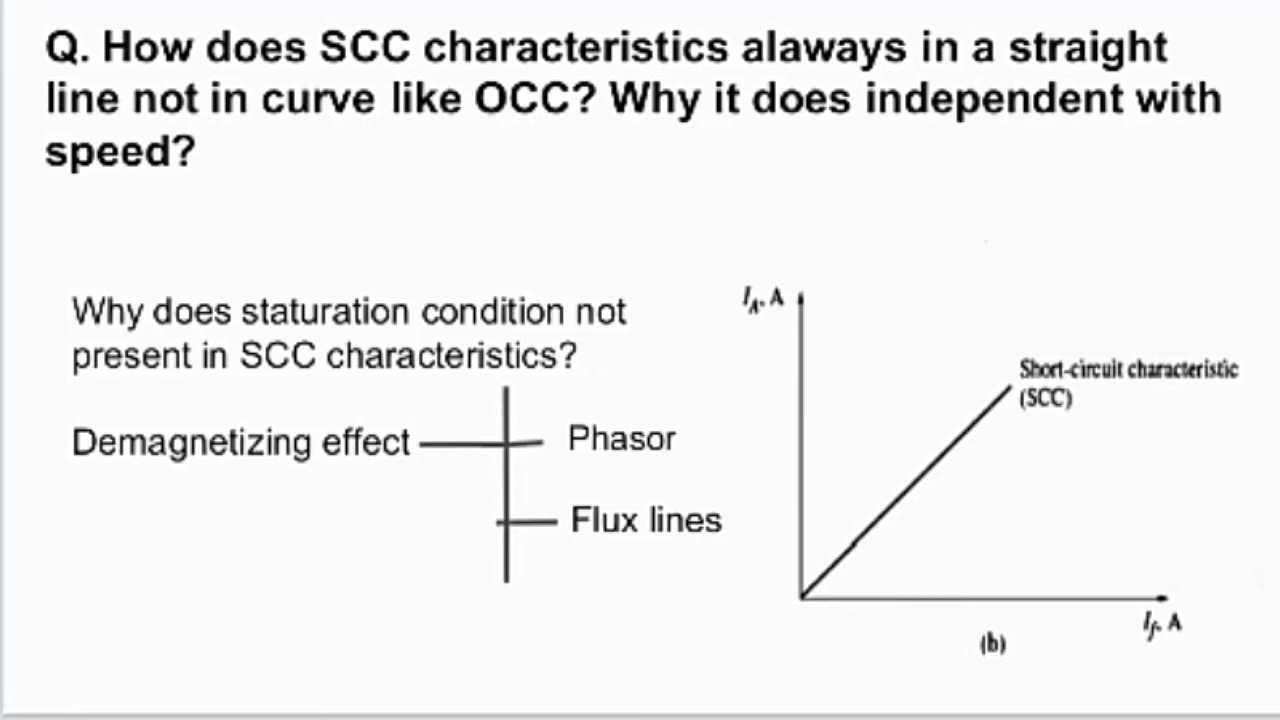 Q. How does SCC characteristics alaways in a straight
line not in curve like OCC? Why it does independent with
speed?
Why does staturation condition not
present in SCC characteristics?
Demagnetizing effect
Phasor
Flux lines
I_A, A
Short-circuit characteristic
(SCC)
I_f, A
(b)